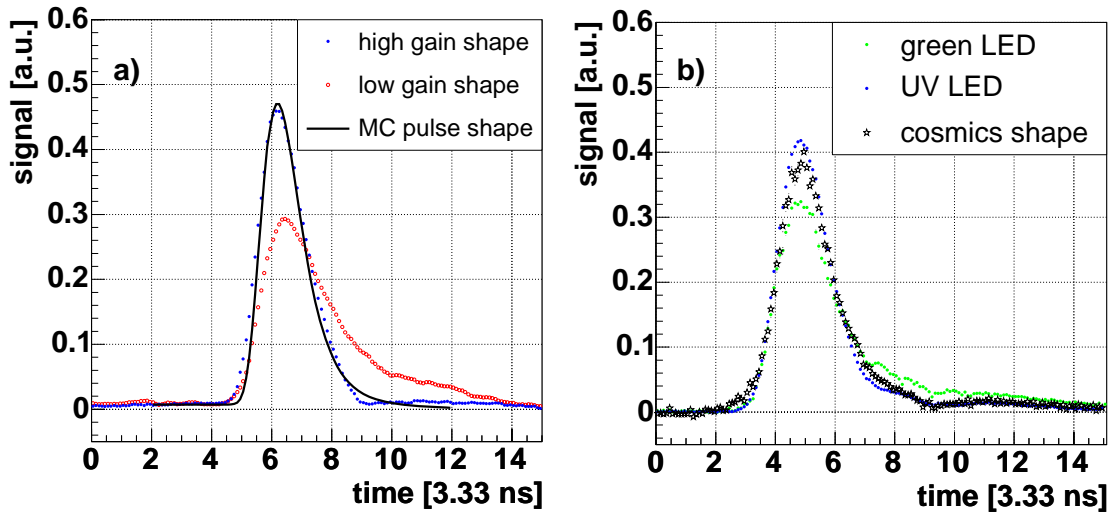 a)
high gain shape
low gain shape
MC pulse shape
signal [a.u.]
0.6
0.5
0.4
0.3
0.2
0.1
0
0 2 4 6 8 10 12 14
time [3.33 ns]
b)
green LED
UV LED
cosmics shape
signal [a.u.]
0.6
0.5
0.4
0.3
0.2
0.1
0
0 2 4 6 8 10 12 14
time [3.33 ns]